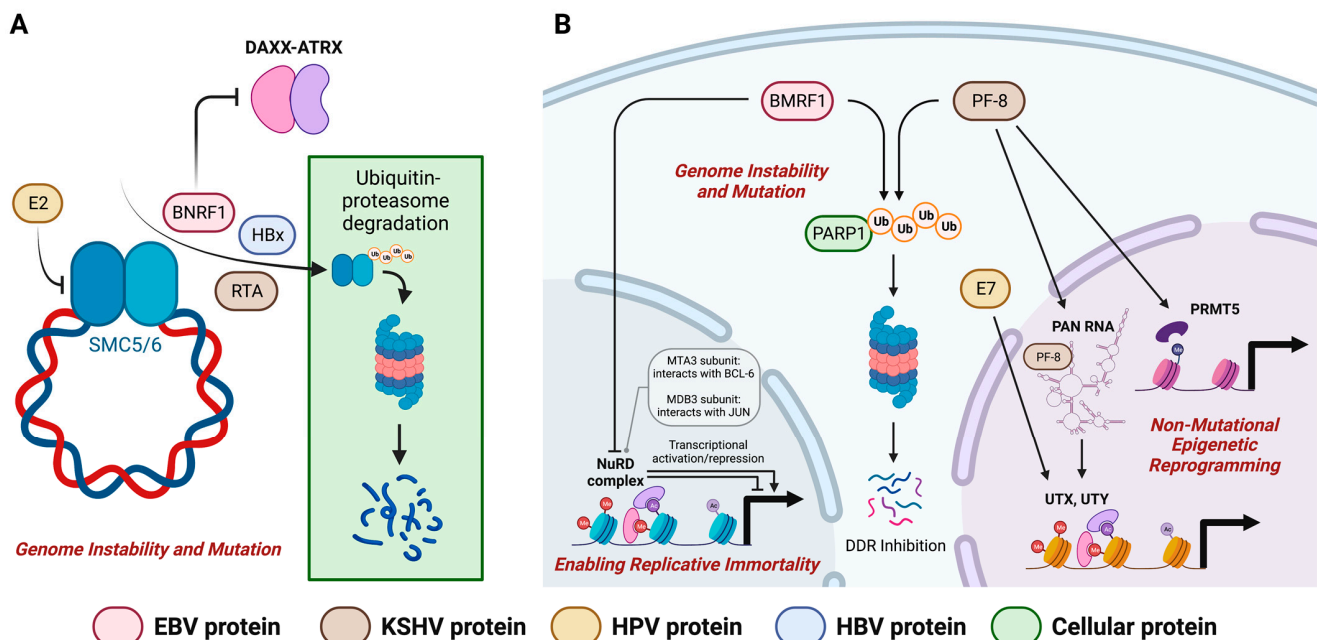 A
DAXX-ATRX
E2
BNRF1
HBx
RTA
SMC5/6
Ubiquitin-
proteasome
degradation
Ub
Ub
Ub
Ub
Genome Instability and Mutation
B
BMRF1
PF-8
Genome Instability
and Mutation
PARP1
Ub
Ub
Ub
Ub
E7
PAN RNA
PF-8
PRMT5
Me
MTA3 subunit:
interacts with BCL-6
MDB3 subunit:
interacts with JUN
Transcriptional
activation/repression
NuRD
complex
Me
Me
Ac
Me
Ac
Enabling Replicative Immortality
DDR Inhibition
Non-Mutational
Epigenetic
Reprogramming
UTX, UTY
Me
Me
Ac
Me
Ac
EBV protein
KSHV protein
HPV protein
HBV protein
Cellular protein